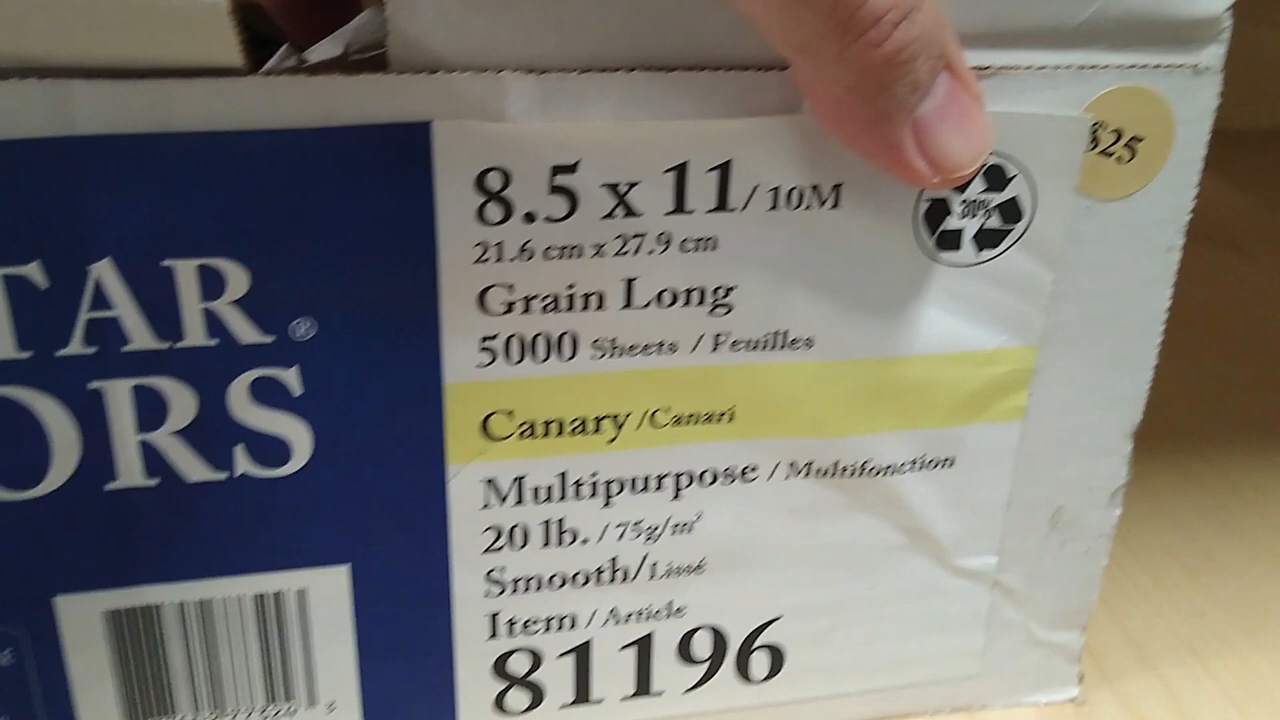 TAR®
ORS
8.5 x 11/ 10M
21.6 cm x 27.9 cm
Grain Long
5000 Sheets / Feuilles
Canary /Canari
Multipurpose / Multifonction
20 lb. / 75g/m²
Smooth/Lissé
Item / Article
81196
30%
$25